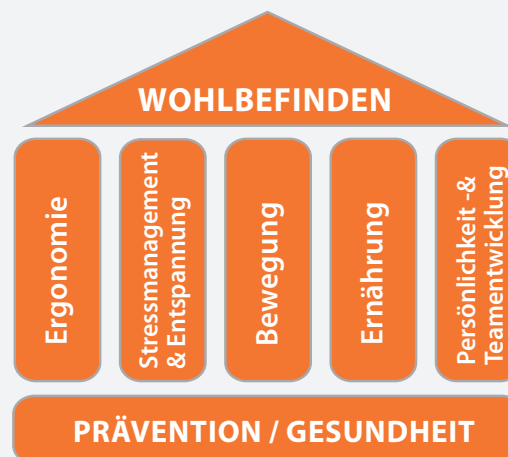 WOHLBEFINDEN
Ergonomie
Stressmanagement
& Entspannung
Bewegung
Ernährung
Persönlichkeit -&
Teamentwicklung
PRÄVENTION / GESUNDHEIT